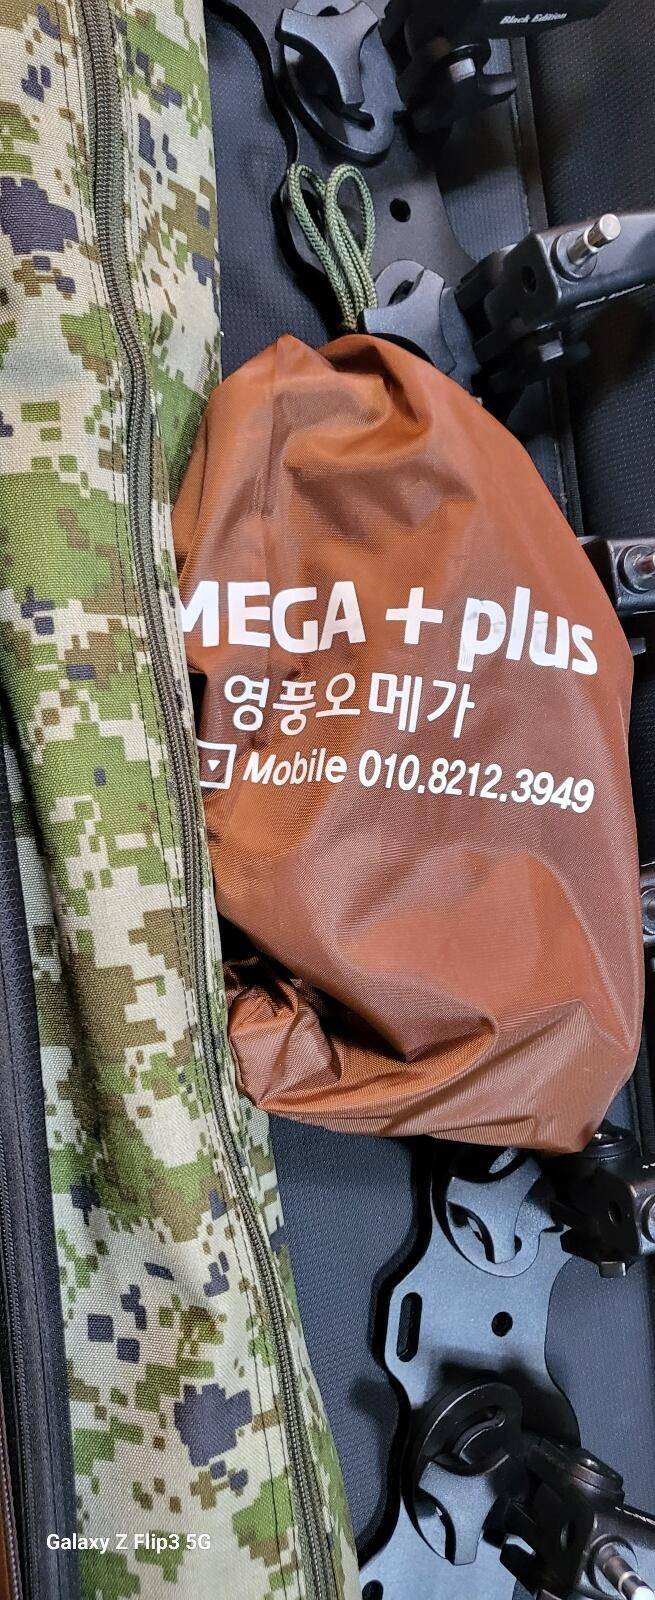 Black Edition
MEGA + plus
영풍오메가
Mobile 010.8212.3949
Galaxy Z Flip3 5G